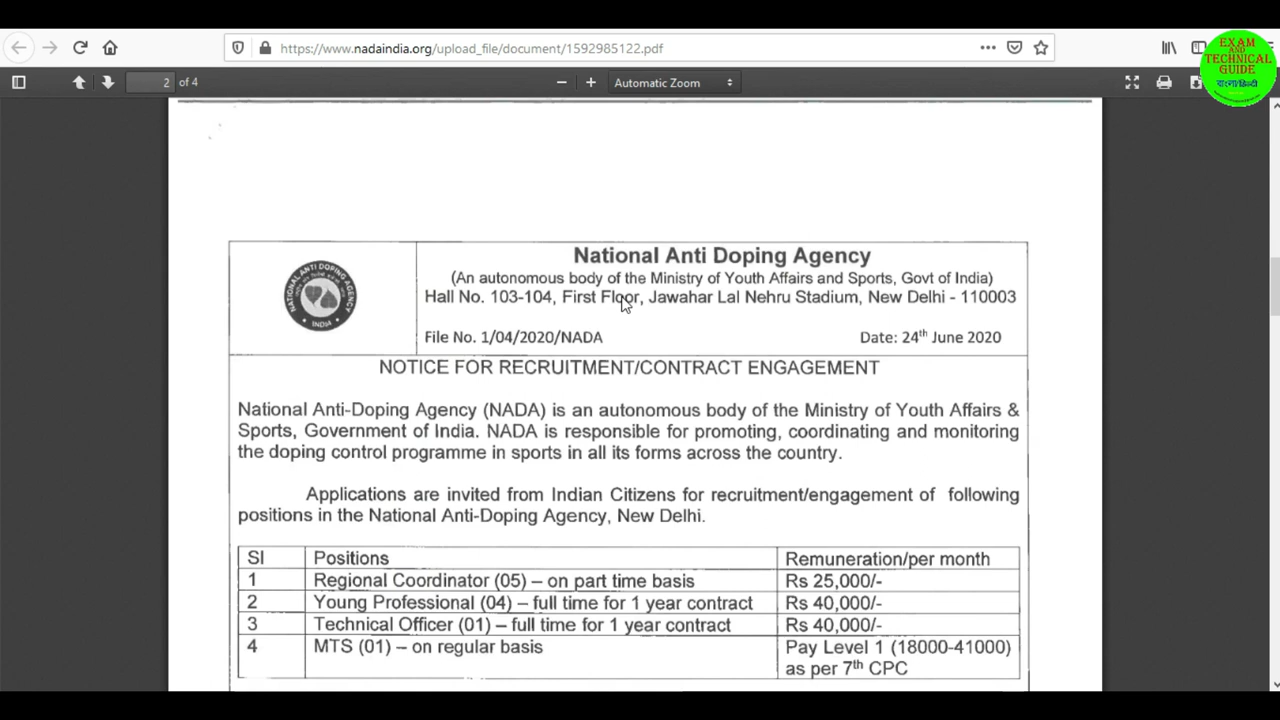 https://www.nadaindia.org/upload_file/document/1592985122.pdf
EXAM
AND
TECHNICAL
GUIDE
বাংলা/हिन्दी
2 of 4
Automatic Zoom
NATIONAL ANTI DOPING AGENCY
INDIA
National Anti Doping Agency
(An autonomous body of the Ministry of Youth Affairs and Sports, Govt of India)
Hall No. 103-104, First Floor, Jawahar Lal Nehru Stadium, New Delhi - 110003
File No. 1/04/2020/NADA Date: 24th June 2020
NOTICE FOR RECRUITMENT/CONTRACT ENGAGEMENT
National Anti-Doping Agency (NADA) is an autonomous body of the Ministry of Youth Affairs &
Sports, Government of India. NADA is responsible for promoting, coordinating and monitoring
the doping control programme in sports in all its forms across the country.
Applications are invited from Indian Citizens for recruitment/engagement of following
positions in the National Anti-Doping Agency, New Delhi.
Sl Positions Remuneration/per month
1 Regional Coordinator (05) – on part time basis Rs 25,000/-
2 Young Professional (04) – full time for 1 year contract Rs 40,000/-
3 Technical Officer (01) – full time for 1 year contract Rs 40,000/-
4 MTS (01) – on regular basis Pay Level 1 (18000-41000)
as per 7th CPC